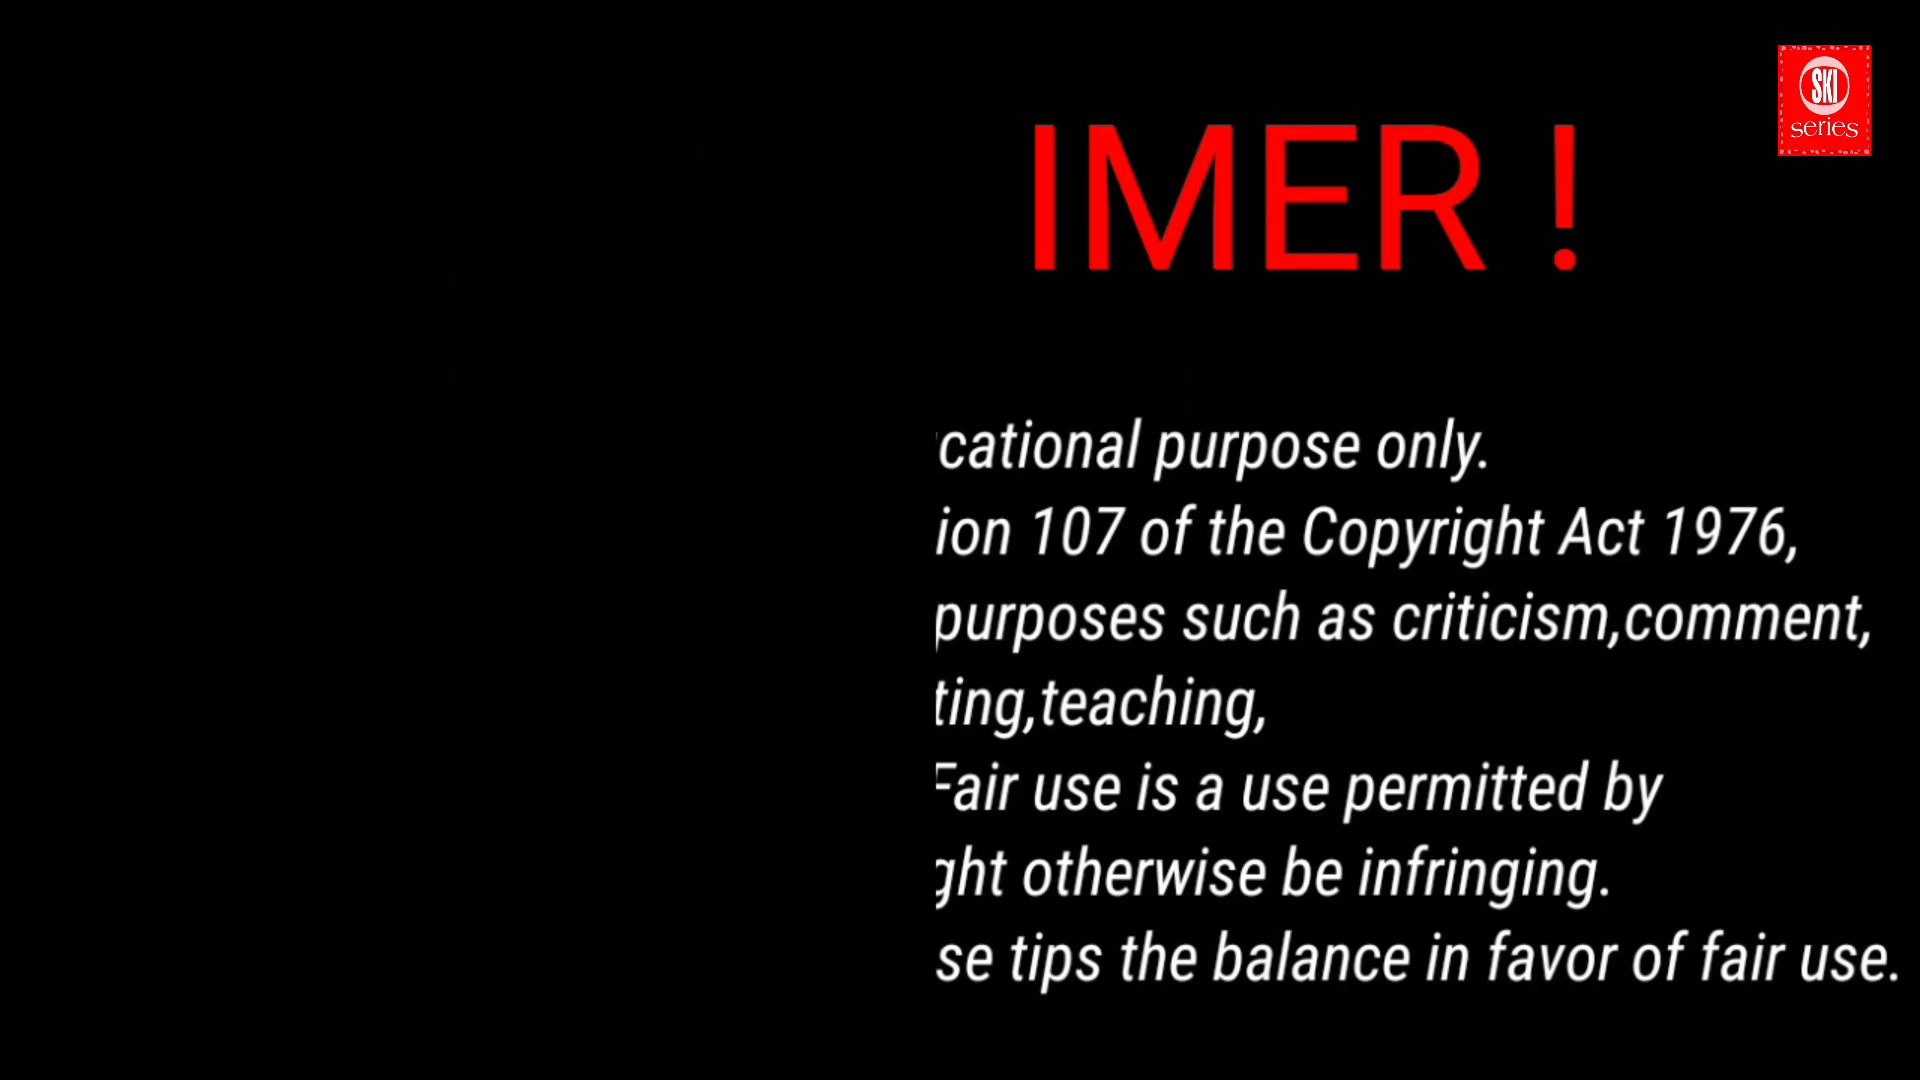 SKI
series
IMER !
cational purpose only.
ion 107 of the Copyright Act 1976,
purposes such as criticism,comment,
ting,teaching,
Fair use is a use permitted by
ght otherwise be infringing.
se tips the balance in favor of fair use.